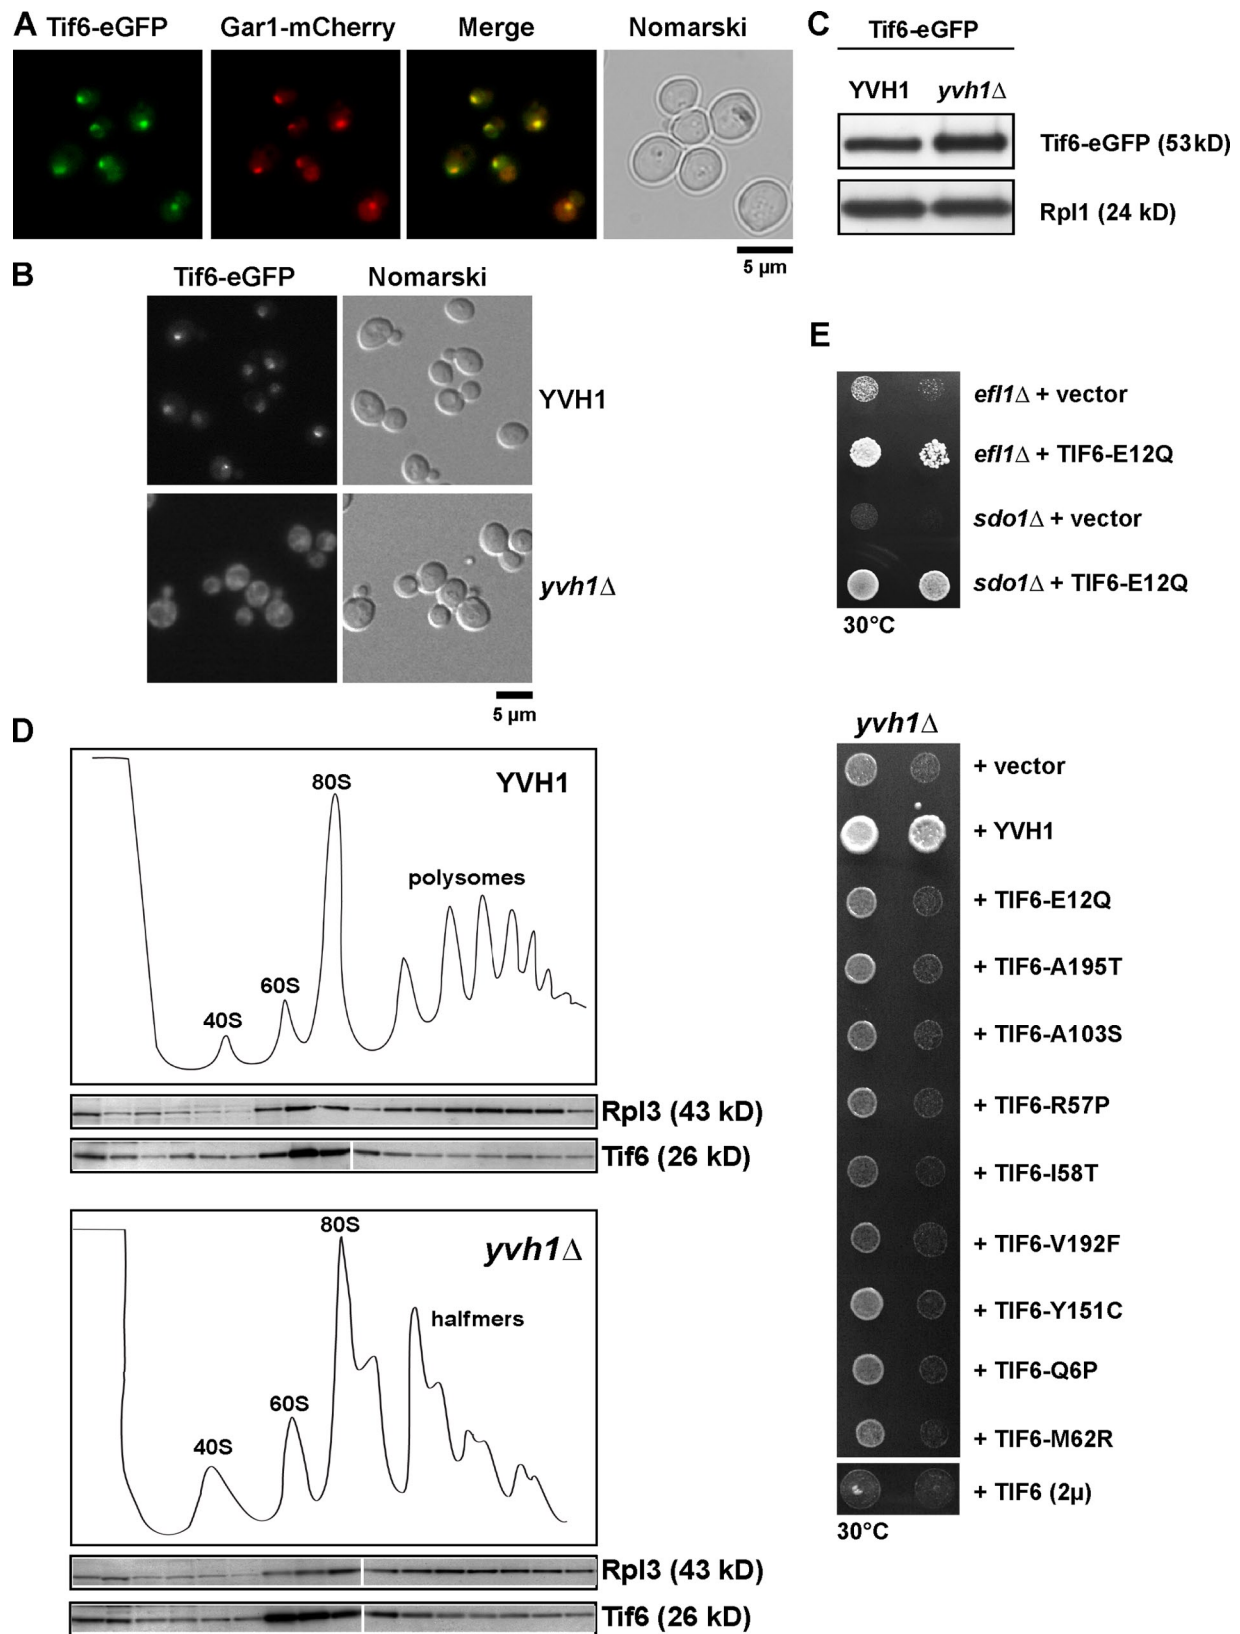 A Tif6-eGFP Gar1-mCherry Merge Nomarski
5 µm
B
Tif6-eGFP Nomarski
YVH1
yvh1Δ
5 µm
C
Tif6-eGFP
YVH1 yvh1Δ
Tif6-eGFP (53kD)
Rpl1 (24 kD)
D
YVH1
80S
polysomes
60S
40S
Rpl3 (43 kD)
Tif6 (26 kD)
80S
yvh1Δ
halfmers
60S
40S
Rpl3 (43 kD)
Tif6 (26 kD)
E
efl1Δ + vector
efl1Δ + TIF6-E12Q
sdo1Δ + vector
sdo1Δ + TIF6-E12Q
30°C
yvh1Δ
+ vector
+ YVH1
+ TIF6-E12Q
+ TIF6-A195T
+ TIF6-A103S
+ TIF6-R57P
+ TIF6-I58T
+ TIF6-V192F
+ TIF6-Y151C
+ TIF6-Q6P
+ TIF6-M62R
+ TIF6 (2µ)
30°C